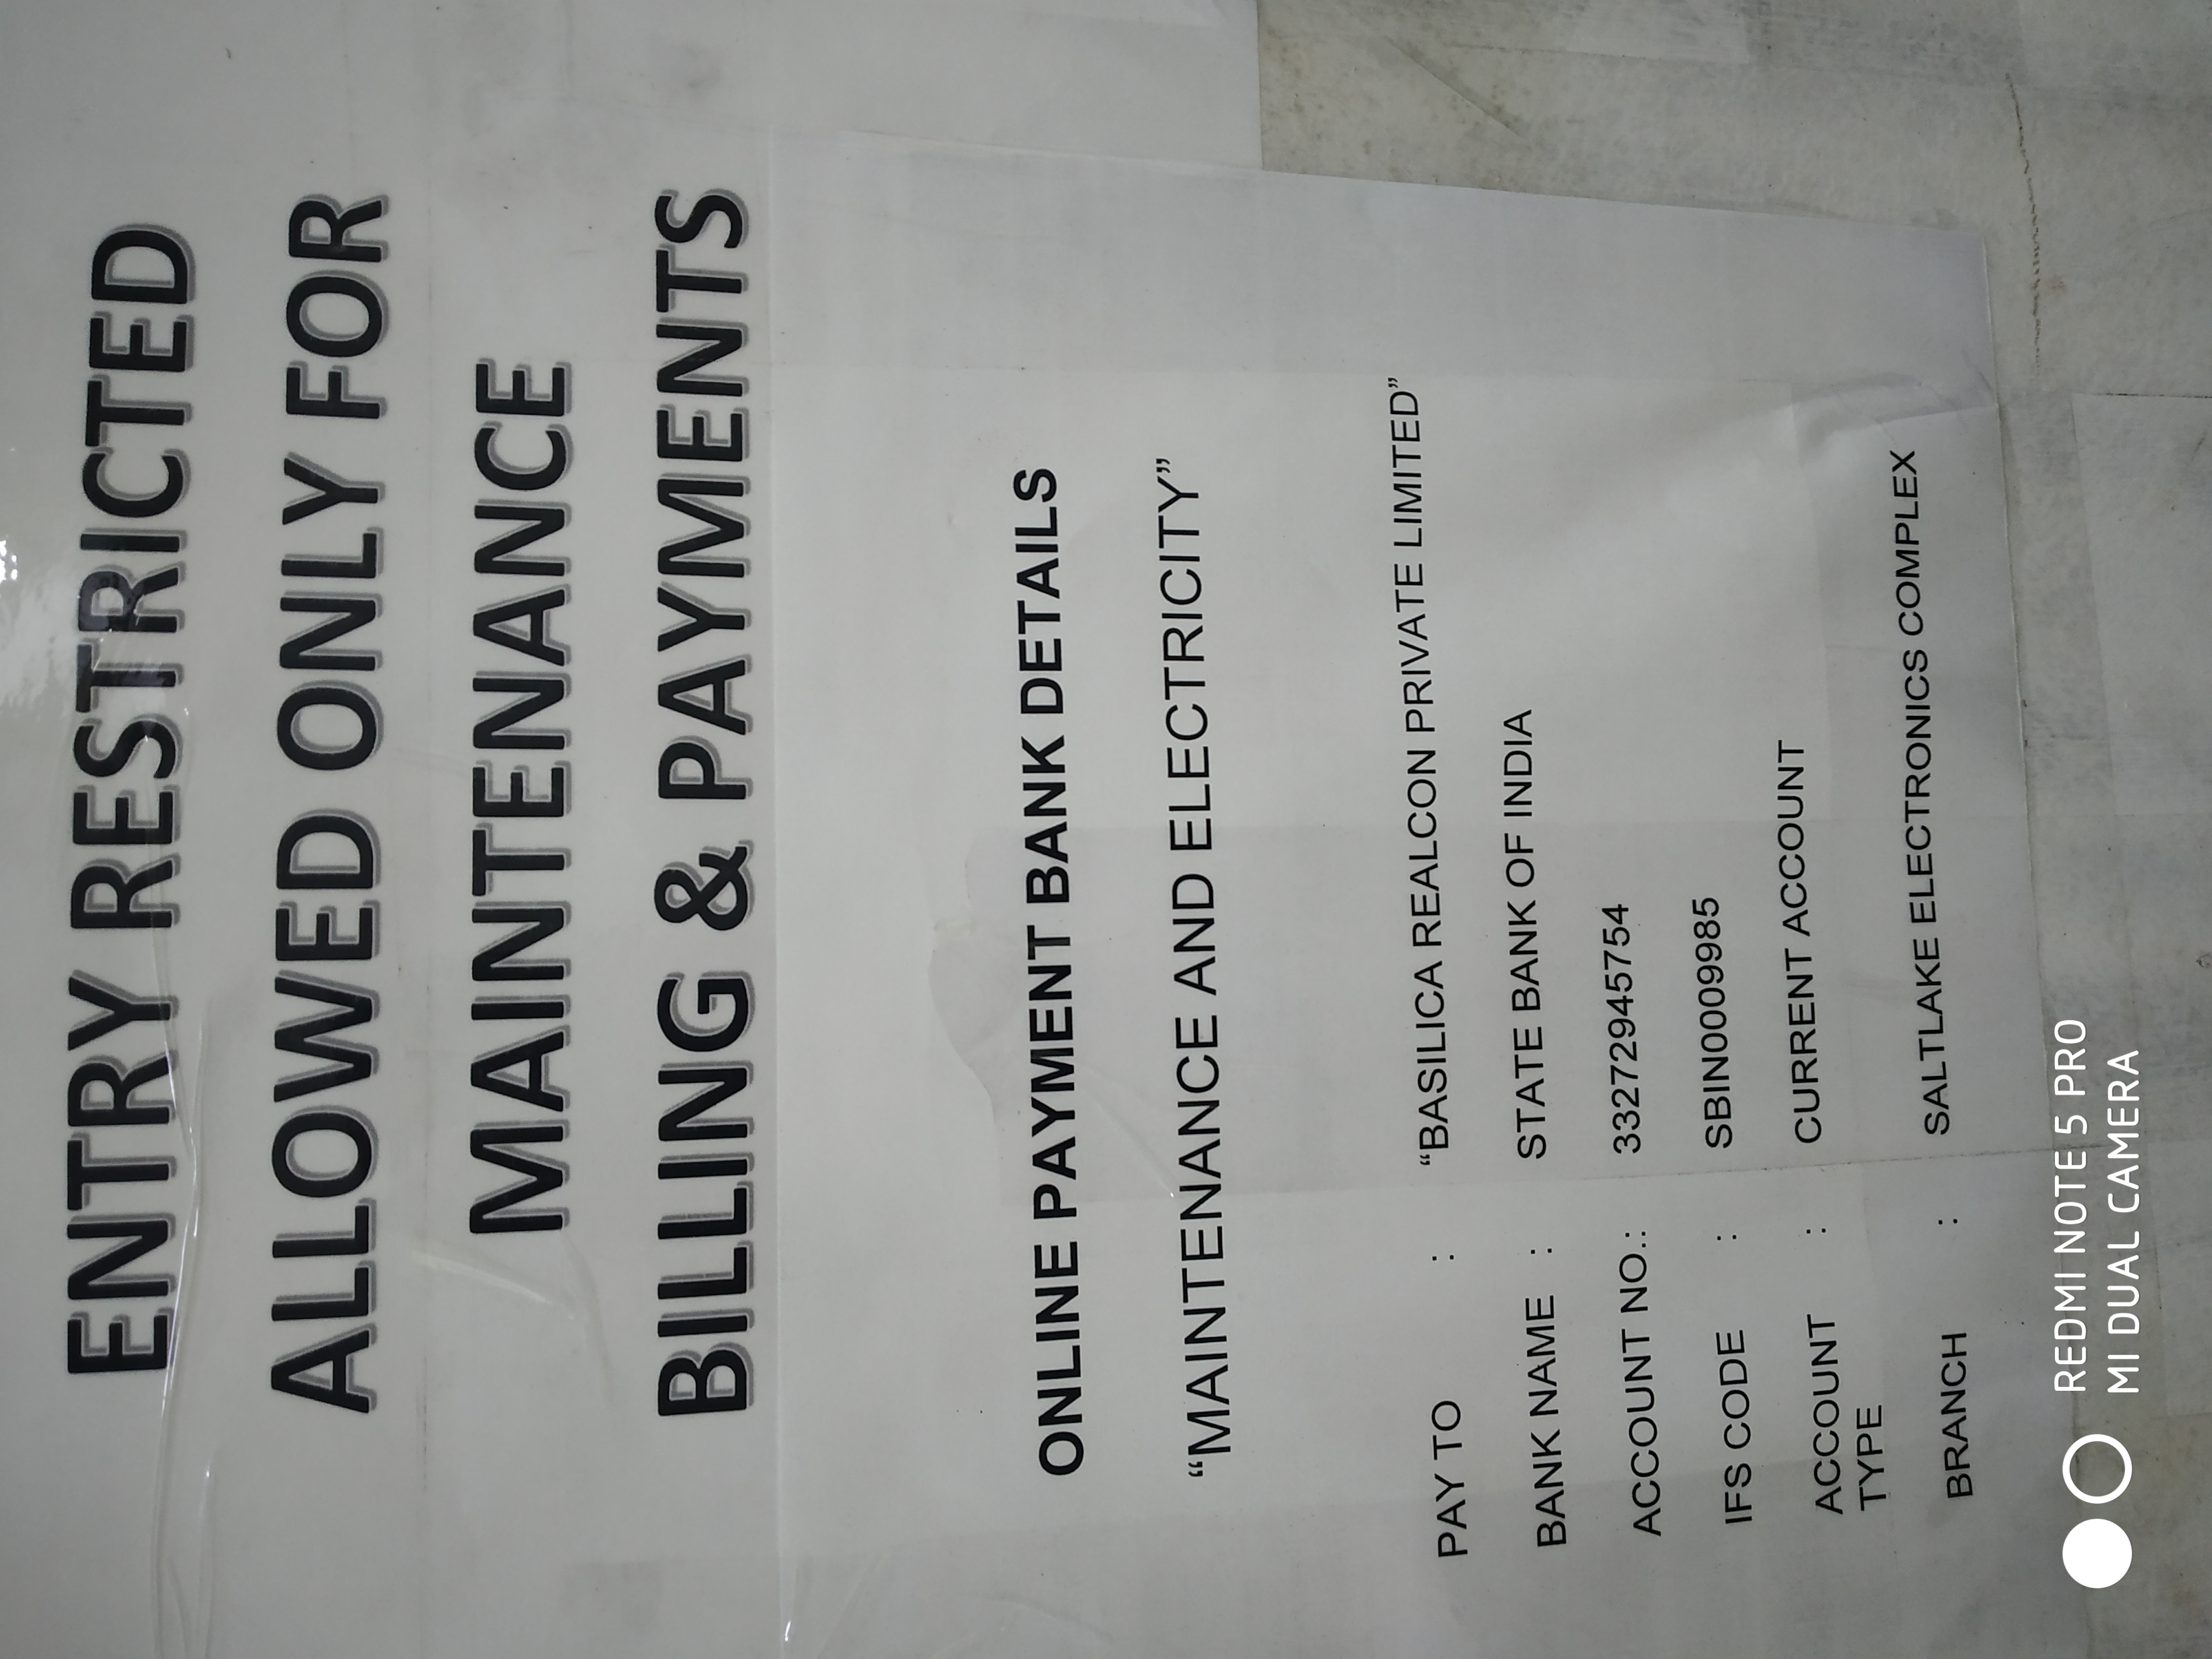 ENTRY RESTRICTED
ALLOWED ONLY FOR
MAINTENANCE
BILLING & PAYMENTS
ONLINE PAYMENT BANK DETAILS
“MAINTENANCE AND ELECTRICITY”
PAY TO : “BASILICA REALCON PRIVATE LIMITED”
BANK NAME : STATE BANK OF INDIA
ACCOUNT NO.: 33272945754
IFS CODE : SBIN0009985
ACCOUNT : CURRENT ACCOUNT
TYPE
BRANCH : SALTLAKE ELECTRONICS COMPLEX
REDMI NOTE 5 PRO
MI DUAL CAMERA